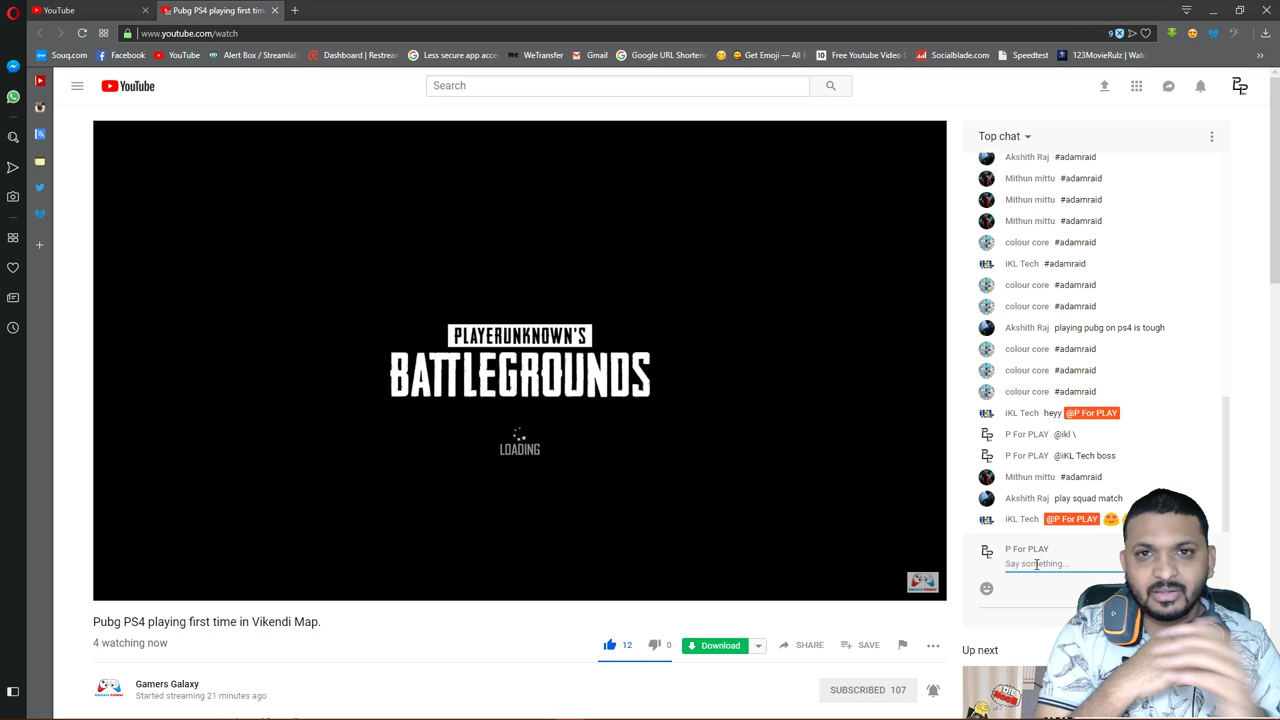 YouTube
Pubg PS4 playing first time in Vikendi Map.
www.youtube.com/watch
9
Souq.com
Facebook
YouTube
Alert Box / Streamlab
Dashboard | Restrean
Less secure app acces
WeTransfer
Gmail
Google URL Shortene
Get Emoji — All E
Free Youtube Video D
Socialblade.com
Speedtest
123MovieRulz | Watc
YouTube
Search
Top chat
Akshith Raj #adamraid
Mithun mittu #adamraid
Mithun mittu #adamraid
Mithun mittu #adamraid
colour core #adamraid
iKL Tech #adamraid
colour core #adamraid
colour core #adamraid
Akshith Raj playing pubg on ps4 is tough
colour core #adamraid
colour core #adamraid
colour core #adamraid
iKL Tech heyy @P For PLAY
P For PLAY @ikl \
P For PLAY @iKL Tech boss
Mithun mittu #adamraid
Akshith Raj play squad match
iKL Tech @P For PLAY
P For PLAY
Say something...
PLAYERUNKNOWN'S
BATTLEGROUNDS
LOADING
Pubg PS4 playing first time in Vikendi Map.
4 watching now
12
0
Download
SHARE
SAVE
Up next
Gamers Galaxy
Started streaming 21 minutes ago
SUBSCRIBED 107